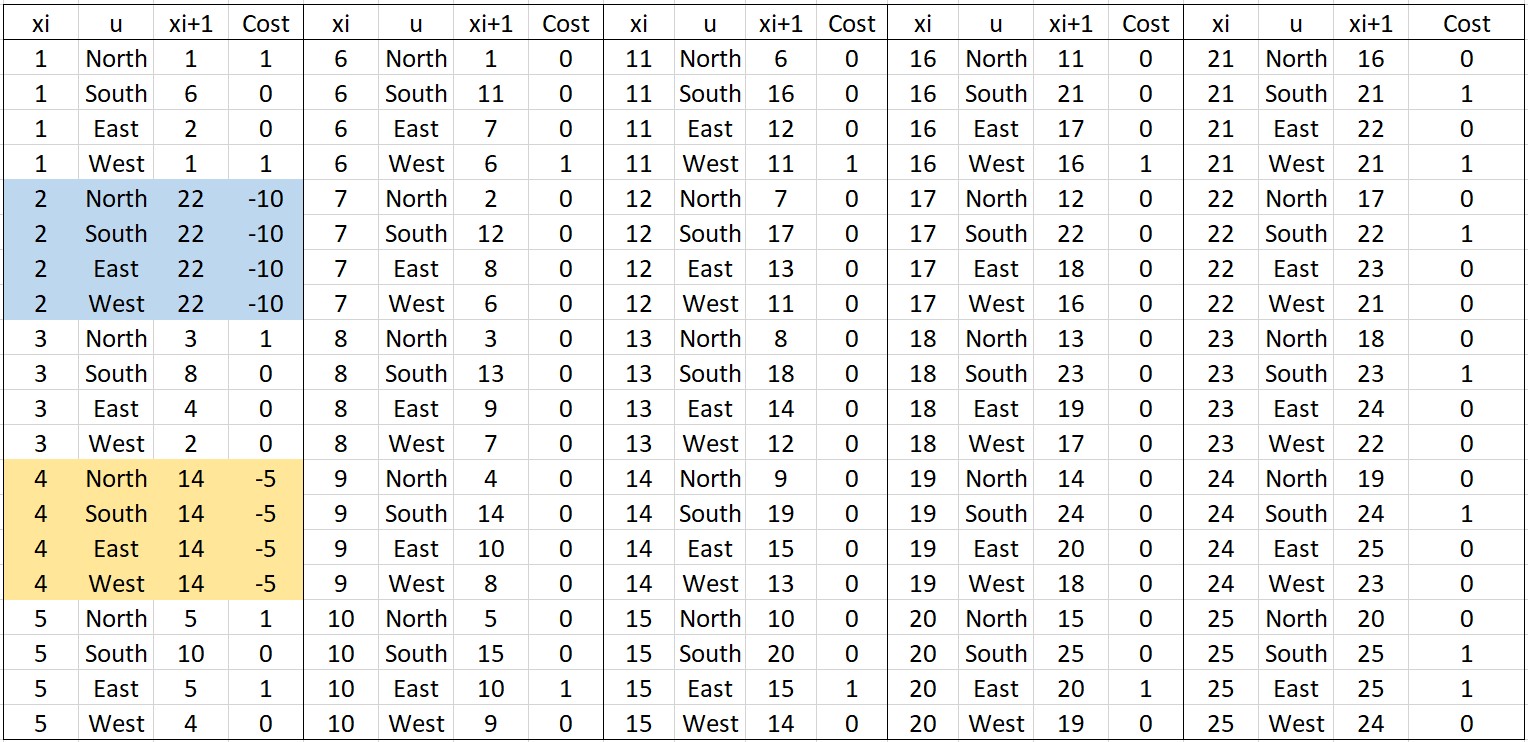 xi u xi+1 Cost xi u xi+1 Cost xi u xi+1 Cost xi u xi+1 Cost xi u xi+1 Cost
1 North 1 1 6 North 1 0 11 North 6 0 16 North 11 0 21 North 16 0
1 South 6 0 6 South 11 0 11 South 16 0 16 South 21 0 21 South 21 1
1 East 2 0 6 East 7 0 11 East 12 0 16 East 17 0 21 East 22 0
1 West 1 1 6 West 6 1 11 West 11 1 16 West 16 1 21 West 21 1
2 North 22 -10 7 North 2 0 12 North 7 0 17 North 12 0 22 North 17 0
2 South 22 -10 7 South 12 0 12 South 17 0 17 South 22 0 22 South 22 1
2 East 22 -10 7 East 8 0 12 East 13 0 17 East 18 0 22 East 23 0
2 West 22 -10 7 West 6 0 12 West 11 0 17 West 16 0 22 West 21 0
3 North 3 1 8 North 3 0 13 North 8 0 18 North 13 0 23 North 18 0
3 South 8 0 8 South 13 0 13 South 18 0 18 South 23 0 23 South 23 1
3 East 4 0 8 East 9 0 13 East 14 0 18 East 19 0 23 East 24 0
3 West 2 0 8 West 7 0 13 West 12 0 18 West 17 0 23 West 22 0
4 North 14 -5 9 North 4 0 14 North 9 0 19 North 14 0 24 North 19 0
4 South 14 -5 9 South 14 0 14 South 19 0 19 South 24 0 24 South 24 1
4 East 14 -5 9 East 10 0 14 East 15 0 19 East 20 0 24 East 25 0
4 West 14 -5 9 West 8 0 14 West 13 0 19 West 18 0 24 West 23 0
5 North 5 1 10 North 5 0 15 North 10 0 20 North 15 0 25 North 20 0
5 South 10 0 10 South 15 0 15 South 20 0 20 South 25 0 25 South 25 1
5 East 5 1 10 East 10 1 15 East 15 1 20 East 20 1 25 East 25 1
5 West 4 0 10 West 9 0 15 West 14 0 20 West 19 0 25 West 24 0